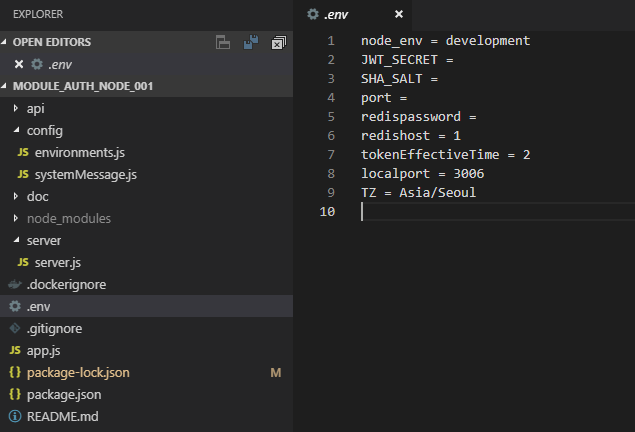 EXPLORER
OPEN EDITORS
.env
MODULE_AUTH_NODE_001
api
config
JS environments.js
JS systemMessage.js
doc
node_modules
server
JS server.js
.dockerignore
.env
.gitignore
JS app.js
{} package-lock.json M
{} package.json
README.md
.env
1 node_env = development
2 JWT_SECRET =
3 SHA_SALT =
4 port =
5 redispassword =
6 redishost = 1
7 tokenEffectiveTime = 2
8 localport = 3006
9 TZ = Asia/Seoul
10